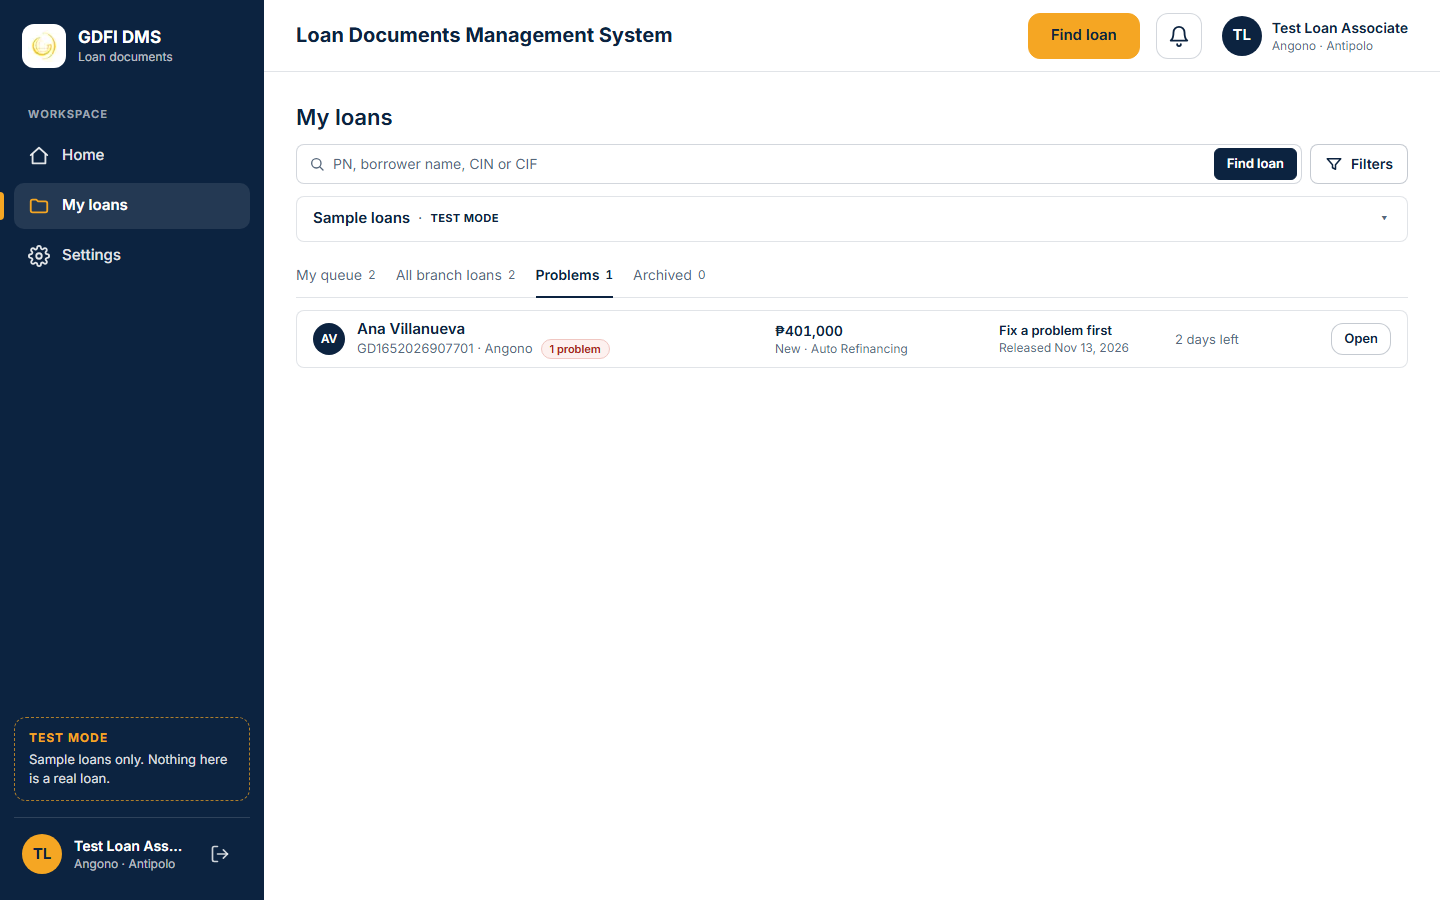 GDFI DMS
Loan documents
WORKSPACE
Home
My loans
Settings
TEST MODE
Sample loans only. Nothing here
is a real loan.
TL
Test Loan Ass...
Angono · Antipolo
Loan Documents Management System
Find loan
TL
Test Loan Associate
Angono · Antipolo
My loans
PN, borrower name, CIN or CIF
Find loan
Filters
Sample loans · TEST MODE
My queue 2
All branch loans 2
Problems 1
Archived 0
AV
Ana Villanueva
GD1652026907701 · Angono
1 problem
₱401,000
New · Auto Refinancing
Fix a problem first
Released Nov 13, 2026
2 days left
Open